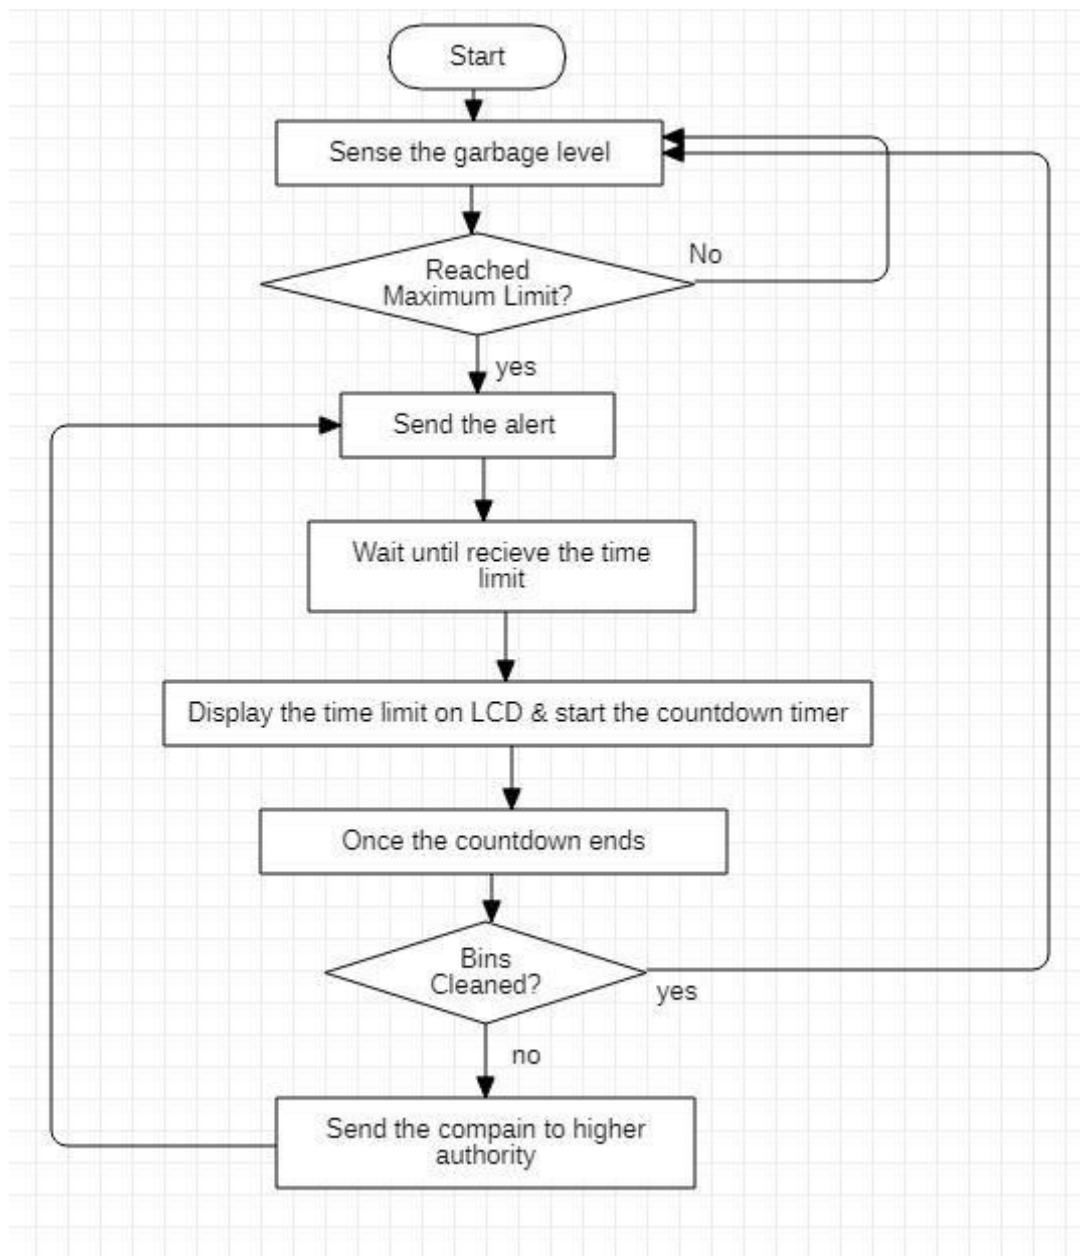 Start
Sense the garbage level
Reached
Maximum Limit?
No
yes
Send the alert
Wait until recieve the time
limit
Display the time limit on LCD & start the countdown timer
Once the countdown ends
Bins
Cleaned?
yes
no
Send the compain to higher
authority